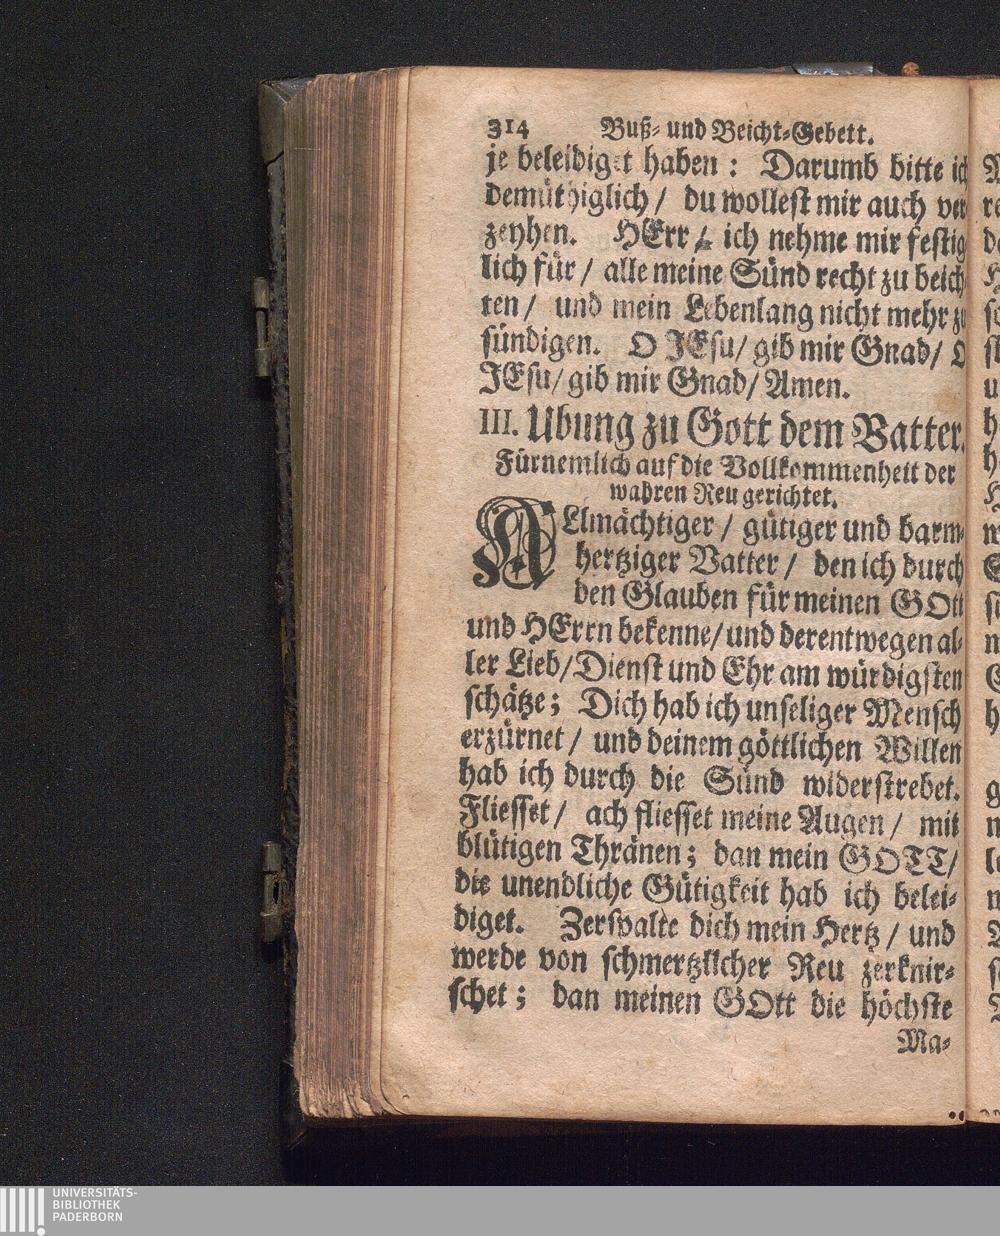 314 Buß- und Beicht-Gebett.
je beleidiget haben : Darumb bitte ich
demüthiglich / du wollest mir auch ver
zeyhen. HErr / ich nehme mir festig
lich für / alle meine Sünd recht zu beich
ten / und mein Lebenlang nicht mehr zu
sündigen. O JEsu / gib mir Gnad / O
JEsu / gib mir Gnad / Amen.
III. Ubung zu Gott dem Vatter.
Fürnemlich auf die Vollkommenheit der
wahren Reu gerichtet.
ALlmächtiger / gütiger und barm-
hertziger Vatter / den ich durch
den Glauben für meinen GOtt
und HErrn bekenne / und derentwegen al-
ler Lieb / Dienst und Ehr am würdigsten
schätze ; Dich hab ich unseliger Mensch
erzürnet / und deinem göttlichen Willen
hab ich durch die Sünd widerstrebet.
Fliesset / ach fliesset meine Augen / mit
blütigen Thränen ; dan mein GOTT /
die unendliche Gütigkeit hab ich belei-
diget. Zerspalte dich mein Hertz / und
werde von schmertzlicher Reu zerknir-
schet ; dan meinen GOtt die höchste
Ma-
UNIVERSITÄTS-
BIBLIOTHEK
PADERBORN